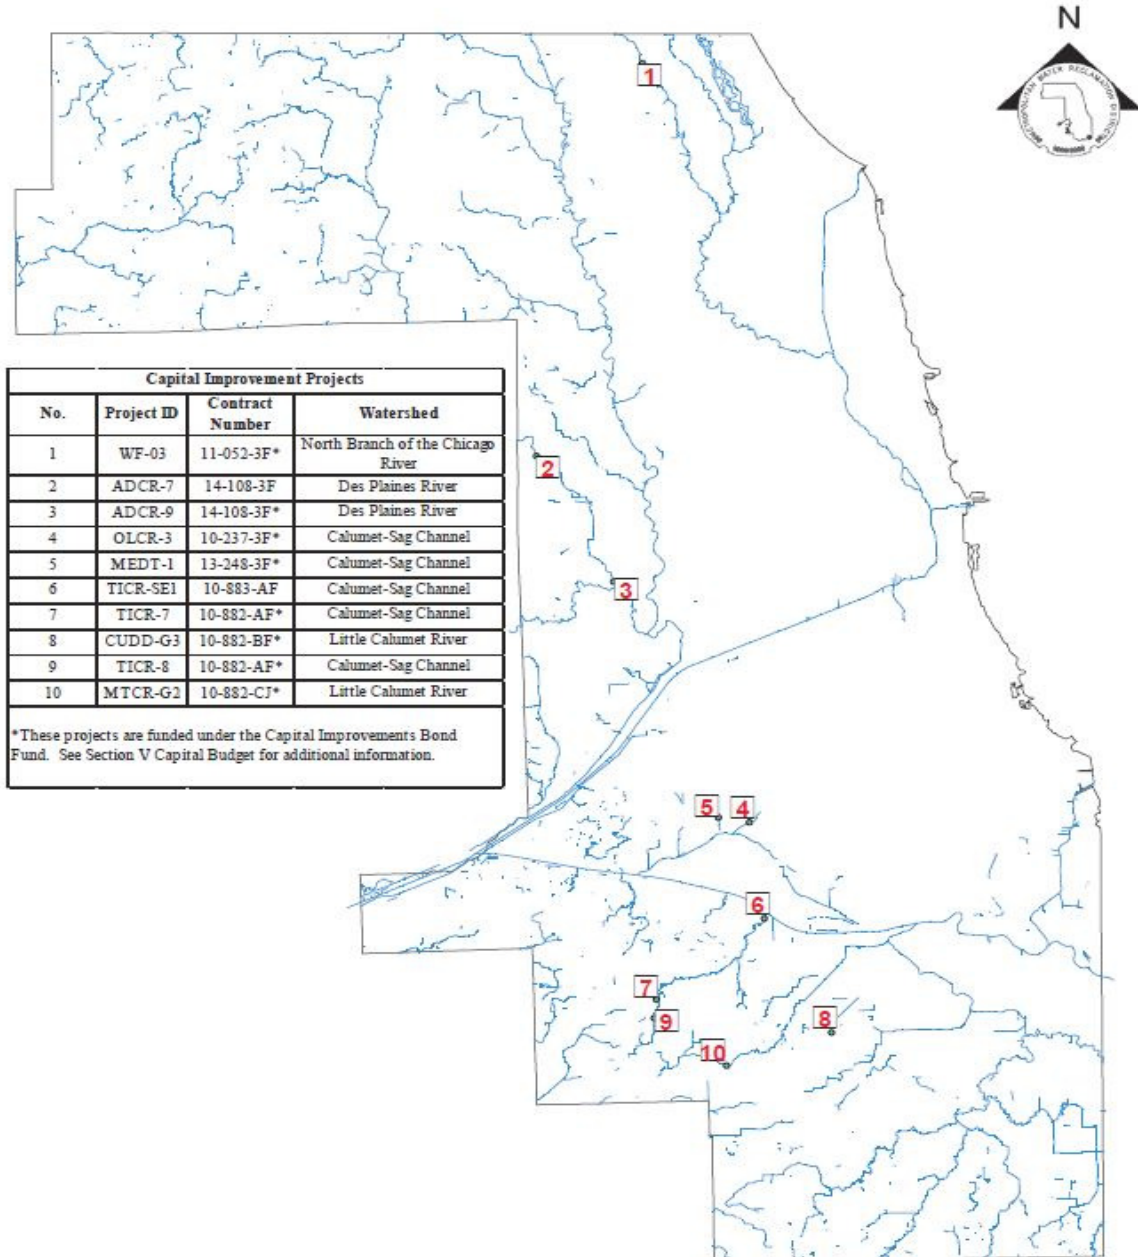 N
METROPOLITAN WATER RECLAMATION DISTRICT
1
Capital Improvement Projects
No. Project ID Contract Number Watershed
1 WF-03 11-052-3F* North Branch of the Chicago River
2 ADCR-7 14-108-3F Des Plaines River
3 ADCR-9 14-108-3F* Des Plaines River
4 OLCR-3 10-237-3F* Calumet-Sag Channel
5 MEDT-1 13-248-3F* Calumet-Sag Channel
6 TICR-SE1 10-883-AF Calumet-Sag Channel
7 TICR-7 10-882-AF* Calumet-Sag Channel
8 CUDD-G3 10-882-BF* Little Calumet River
9 TICR-8 10-882-AF* Calumet-Sag Channel
10 MTCR-G2 10-882-CJ* Little Calumet River
*These projects are funded under the Capital Improvements Bond
Fund. See Section V Capital Budget for additional information.
2
3
5 4
6
7
9
8
10